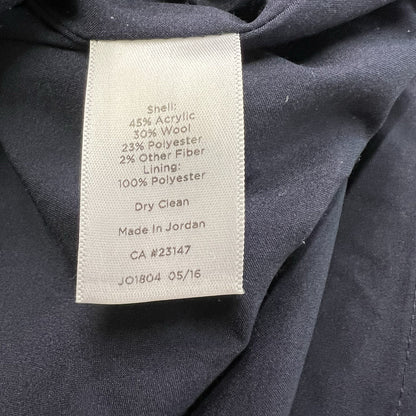 Shell:
45% Acrylic
30% Wool
23% Polyester
2% Other Fiber
Lining:
100% Polyester
Dry Clean
Made In Jordan
CA #23147
JO1804 05/16